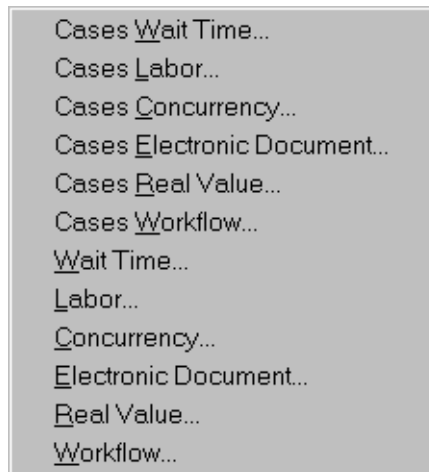 Cases Wait Time...
Cases Labor...
Cases Concurrency...
Cases Electronic Document...
Cases Real Value...
Cases Workflow...
Wait Time...
Labor...
Concurrency...
Electronic Document...
Real Value...
Workflow...